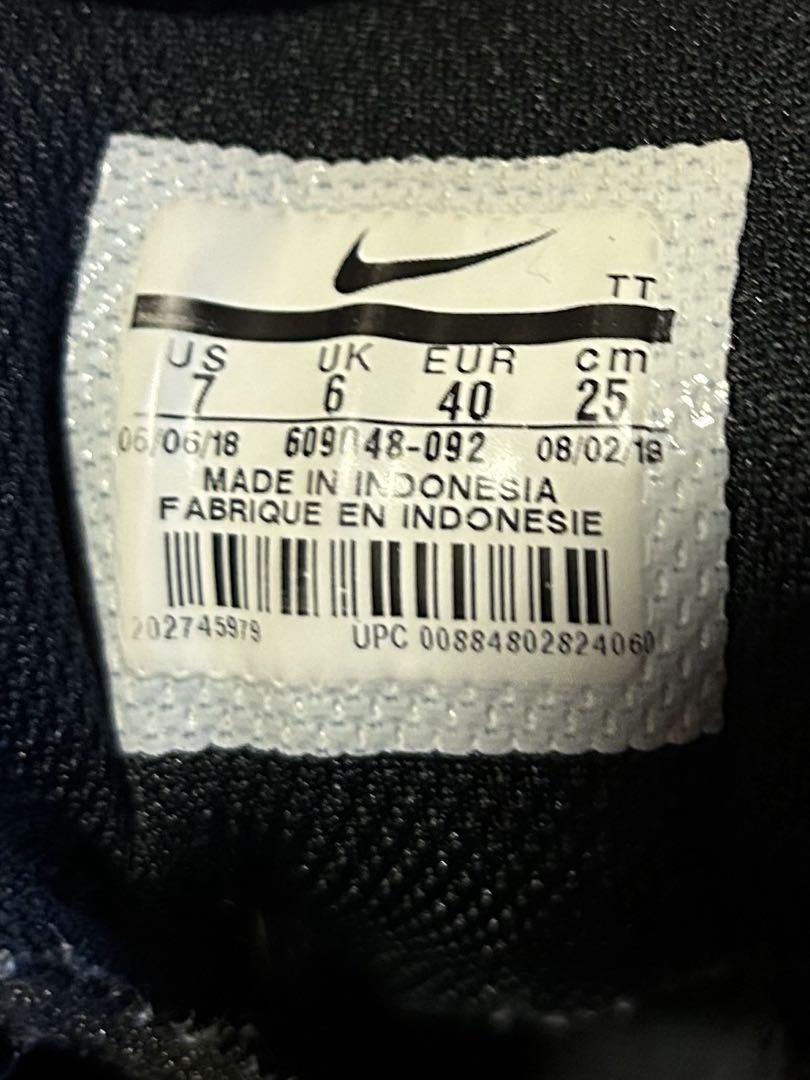 TT
US UK EUR cm
7 6 40 25
06/06/18 609048-092 08/02/18
MADE IN INDONESIA
FABRIQUE EN INDONESIE
202745979 UPC 00884802824060